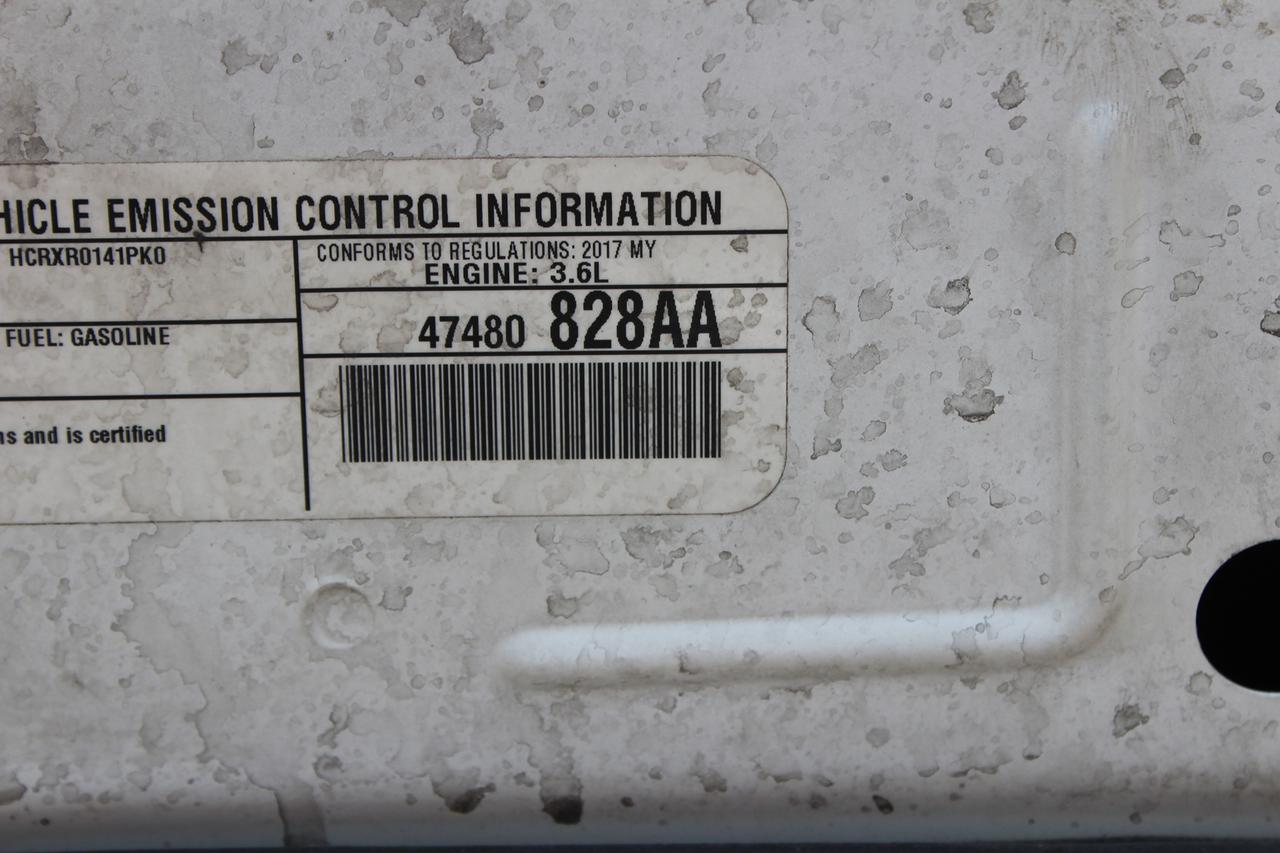 HICLE EMISSION CONTROL INFORMATION
HCRXR0141PK0
CONFORMS TO REGULATIONS: 2017 MY
ENGINE: 3.6L
47480 828AA
FUEL: GASOLINE
ns and is certified